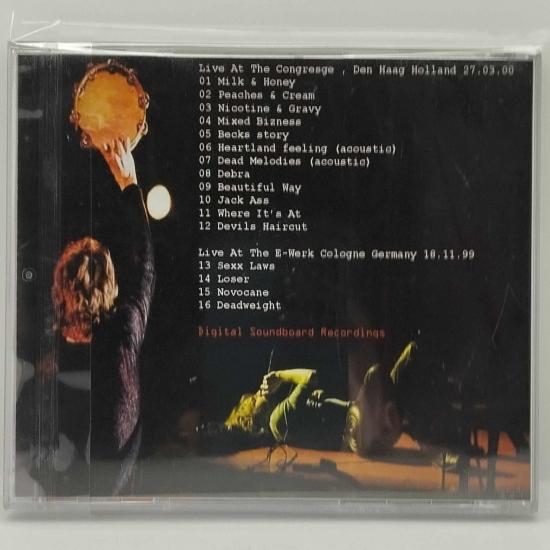 Live At The Congresge , Den Haag Holland 27.03.00
01 Milk & Honey
02 Peaches & Cream
03 Nicotine & Gravy
04 Mixed Bizness
05 Becks story
06 Heartland feeling (acoustic)
07 Dead Melodies (acoustic)
08 Debra
09 Beautiful Way
10 Jack Ass
11 Where It's At
12 Devils Haircut
Live At The E-Werk Cologne Germany 18.11.99
13 Sexx Laws
14 Loser
15 Novocane
16 Deadweight
Digital Soundboard Recordings